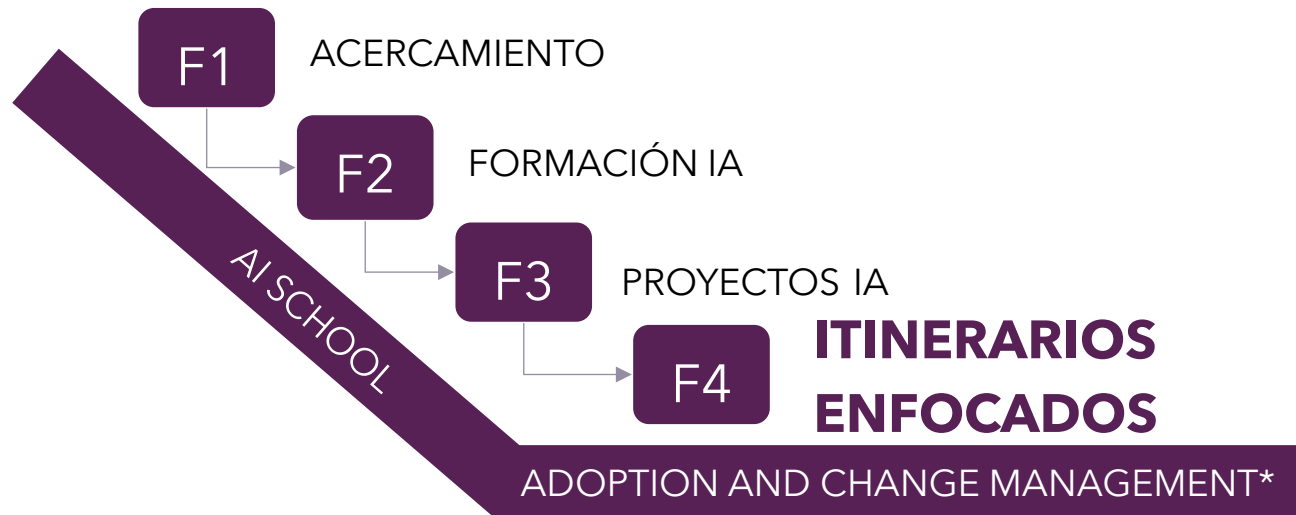 F1
ACERCAMIENTO
F2
FORMACIÓN IA
F3
PROYECTOS IA
F4
ITINERARIOS
ENFOCADOS
AI SCHOOL
ADOPTION AND CHANGE MANAGEMENT*